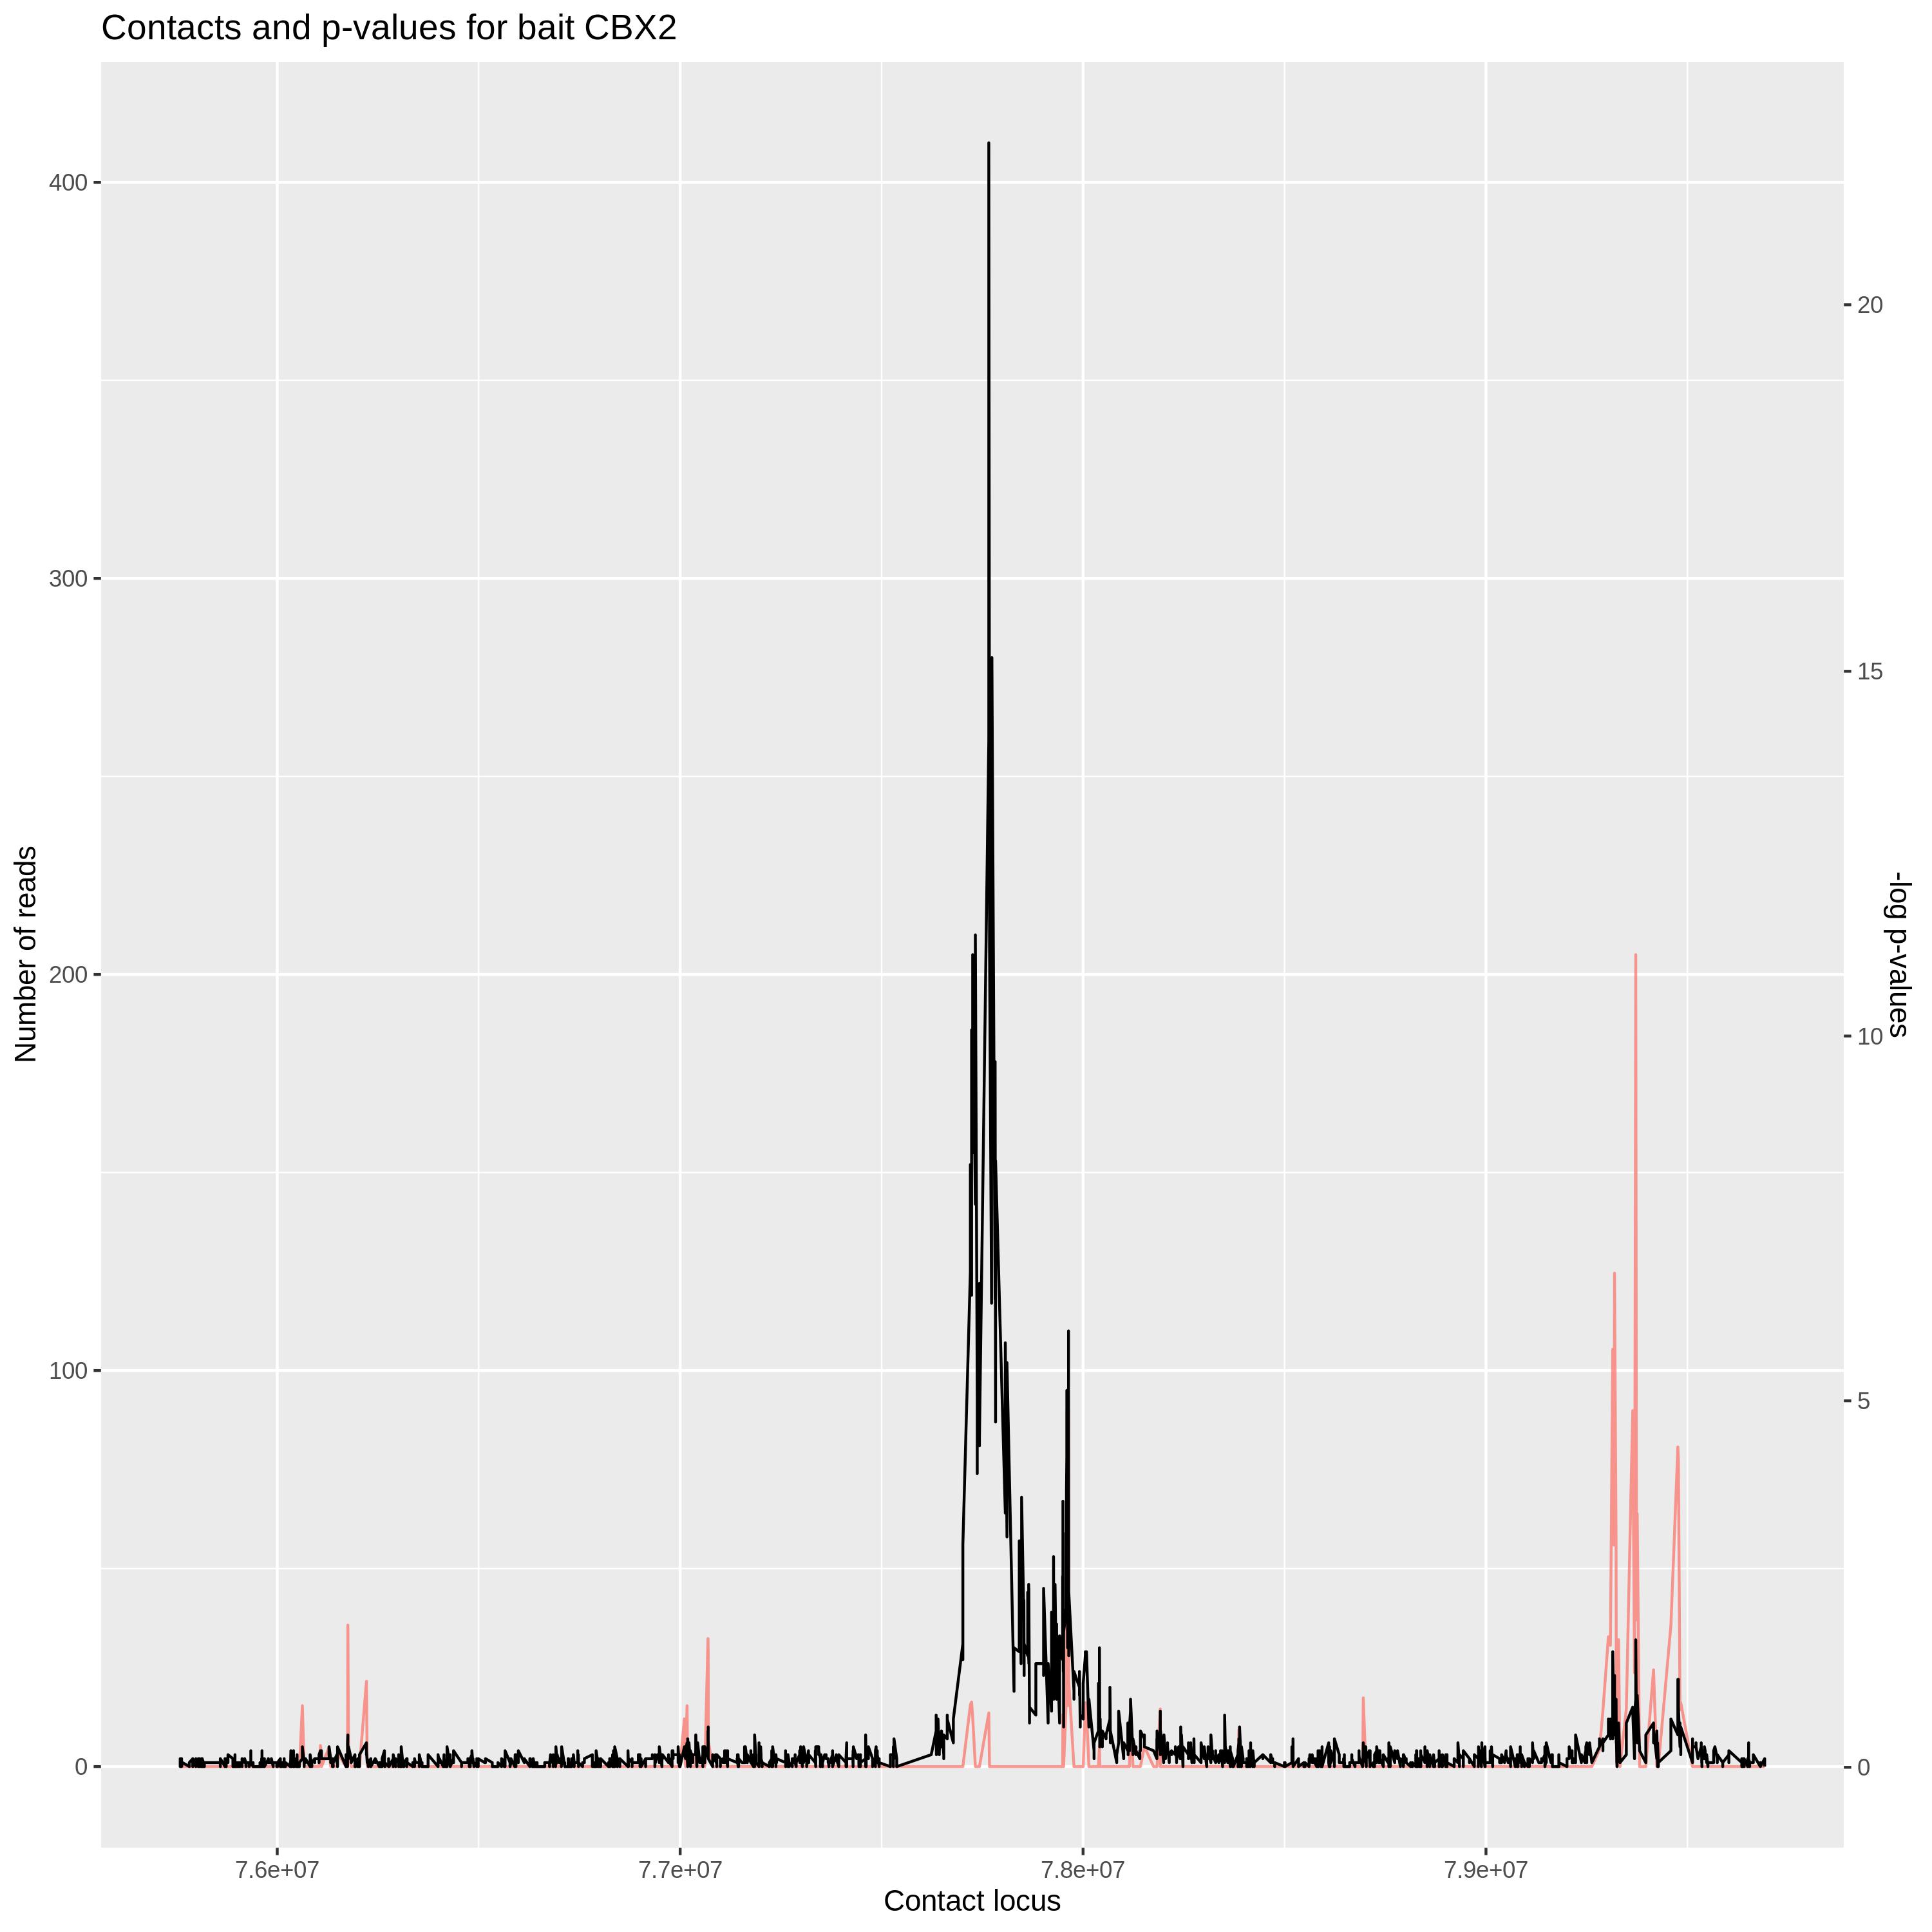 Contacts and p-values for bait CBX2
Number of reads
400
300
200
100
0
-log p-values
20
15
10
5
0
7.6e+07
7.7e+07
7.8e+07
7.9e+07
Contact locus